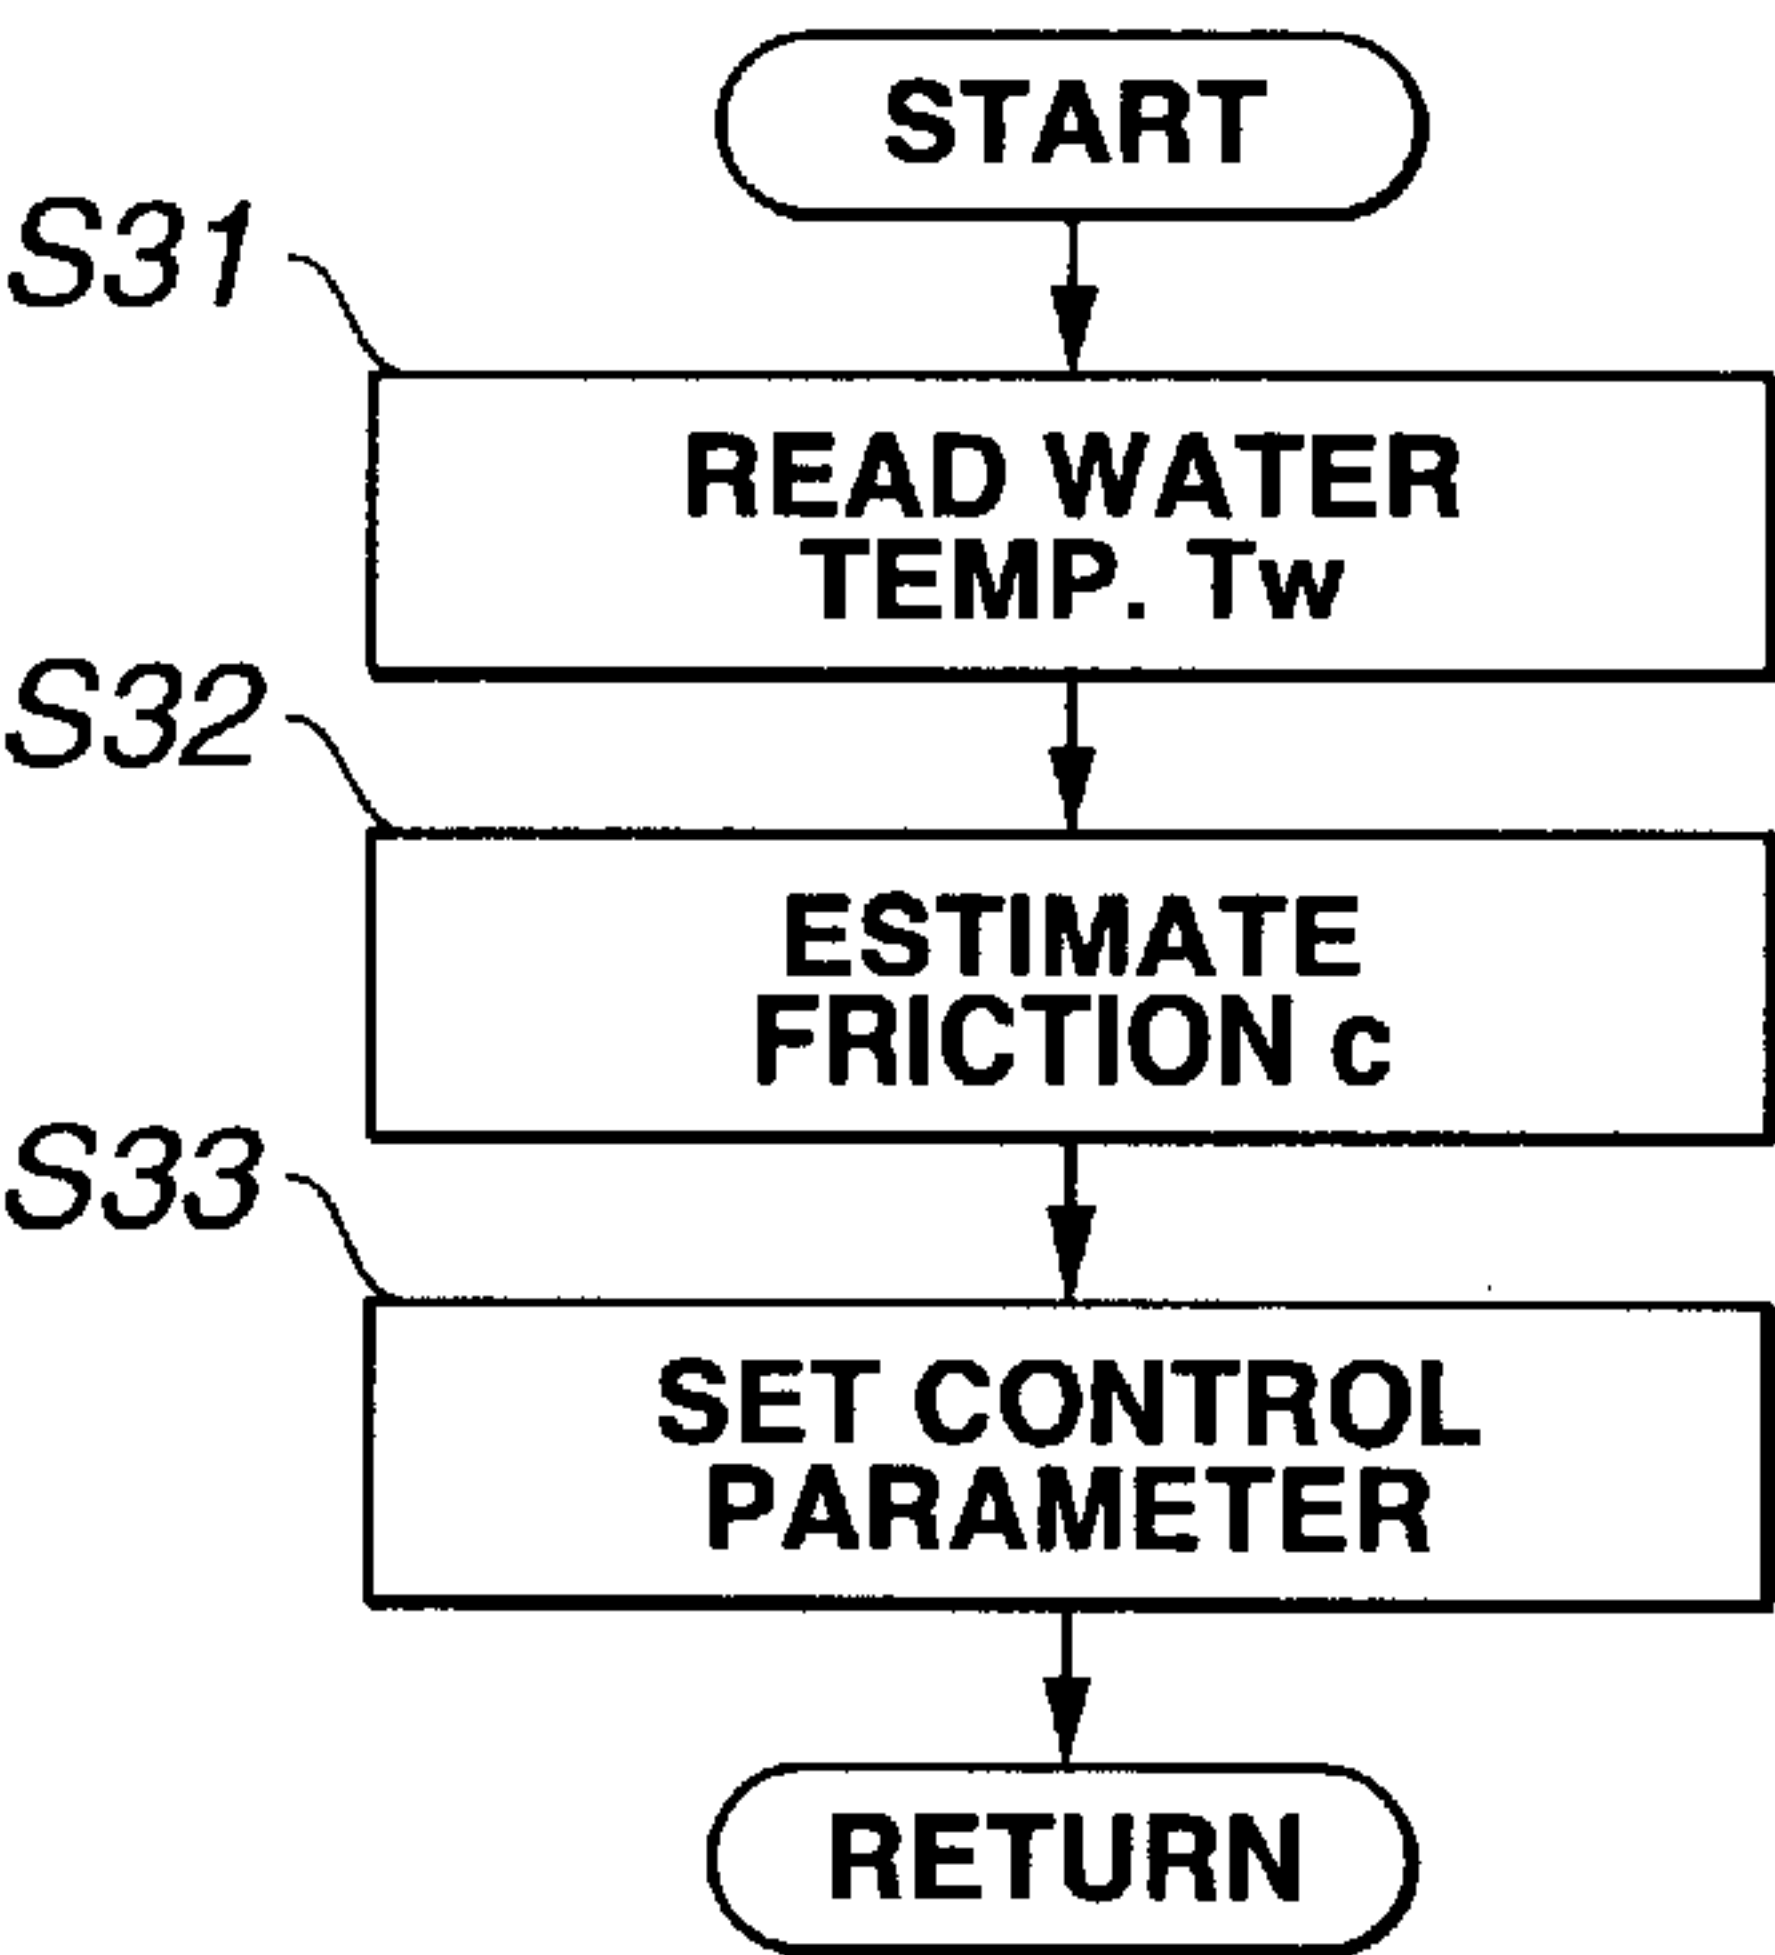 START
S31
READ WATER
TEMP. Tw
S32
ESTIMATE
FRICTION c
S33
SET CONTROL
PARAMETER
RETURN